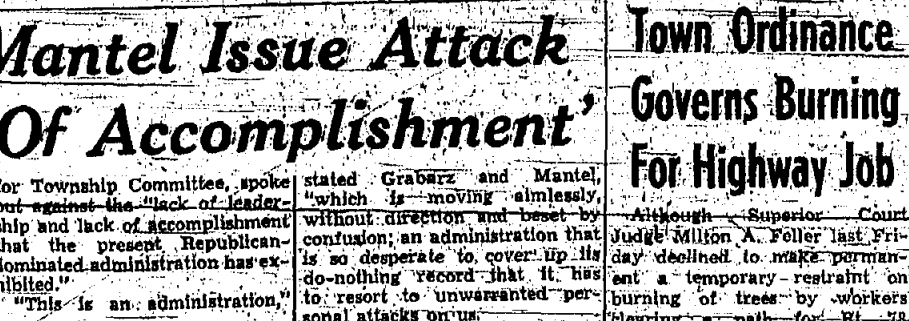 Mantel Issue Attack
Of Accomplishment'
for Township Committee, spoke
out against the "lack of leader-
ship and lack of accomplishment
that the present Republican-
dominated administration has ex-
hibited."
"This is an administration,"
stated Grabarz and Mantel,
"which is moving aimlessly,
without direction and beset by
confusion; an administration that
is so desperate to cover up its
do-nothing record that it has
to resort to unwarranted per-
sonal attacks on us.
Town Ordinance
Governs Burning
For Highway Job
Although Superior Court
Judge Milton A. Feller last Fri-
day declined to make perman-
ent a temporary restraint on
burning of trees by workers
clearing a path for Rt. 78